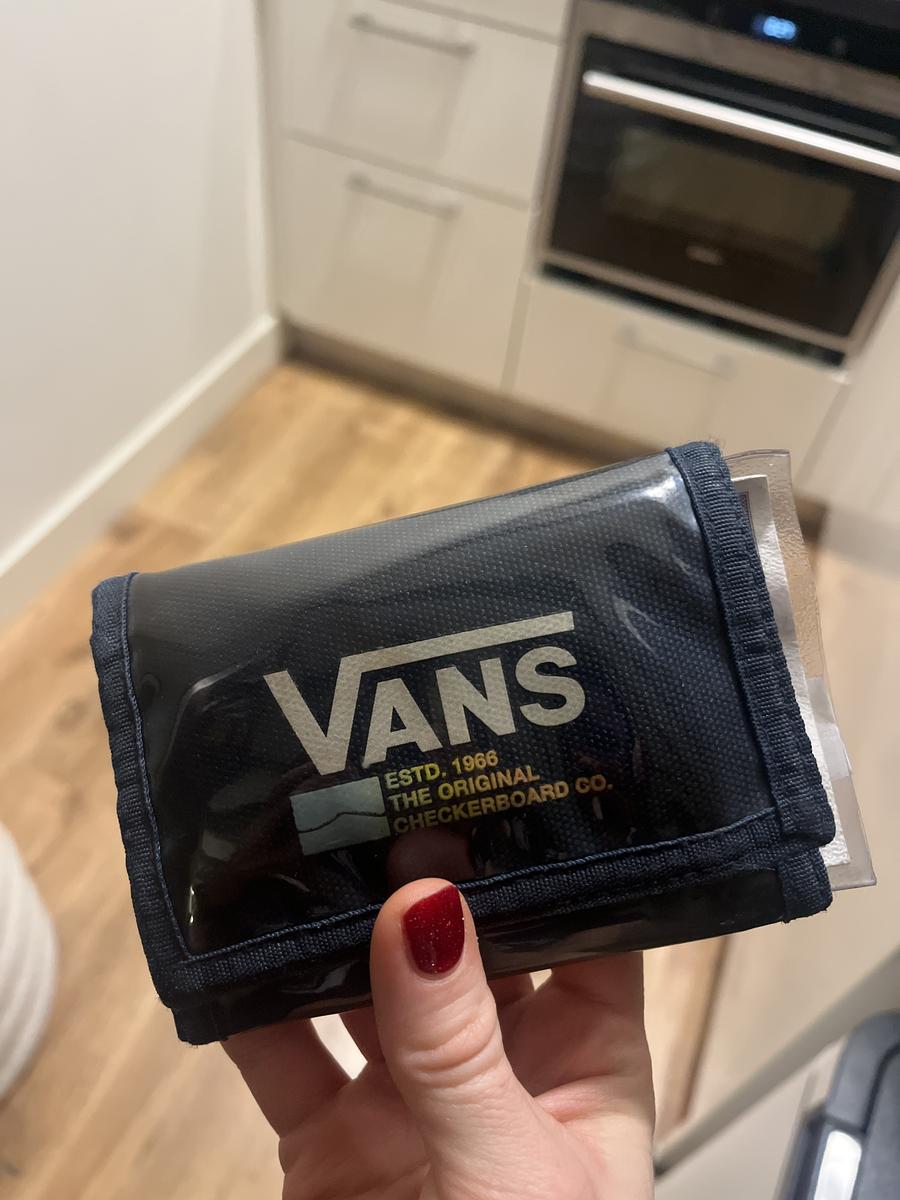 VANS
ESTD. 1966
THE ORIGINAL
CHECKERBOARD CO.